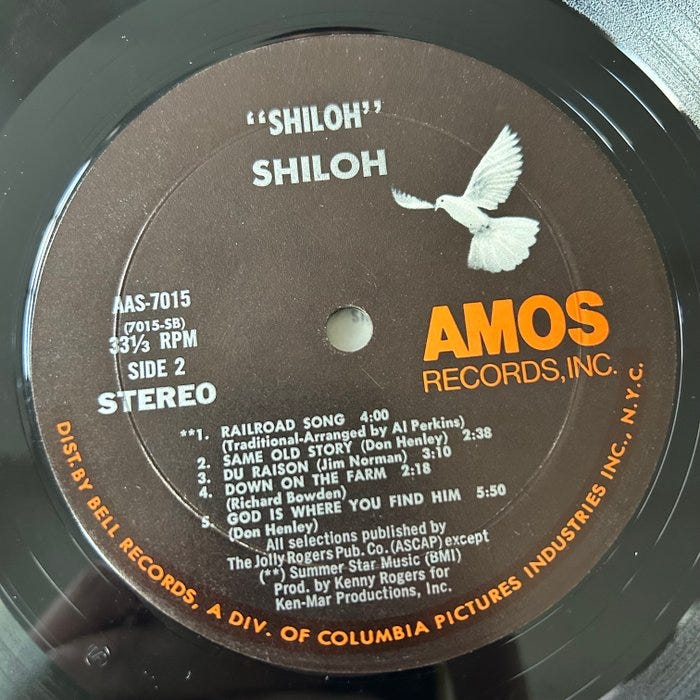 “SHILOH”
SHILOH
AAS-7015
(7015-SB)
33⅓ RPM
SIDE 2
STEREO
AMOS
RECORDS, INC.
**1. RAILROAD SONG 4:00
(Traditional-Arranged by Al Perkins)
2. SAME OLD STORY (Don Henley) 2:38
3. DU RAISON (Jim Norman) 3:10
4. DOWN ON THE FARM 2:18
(Richard Bowden)
5. GOD IS WHERE YOU FIND HIM 5:50
(Don Henley)
All selections published by
The Jolly Rogers Pub. Co. (ASCAP) except
(**) Summer Star Music (BMI)
Prod. by Kenny Rogers for
Ken-Mar Productions, Inc.
DIST. BY BELL RECORDS, A DIV. OF COLUMBIA PICTURES INDUSTRIES INC., N.Y.C.